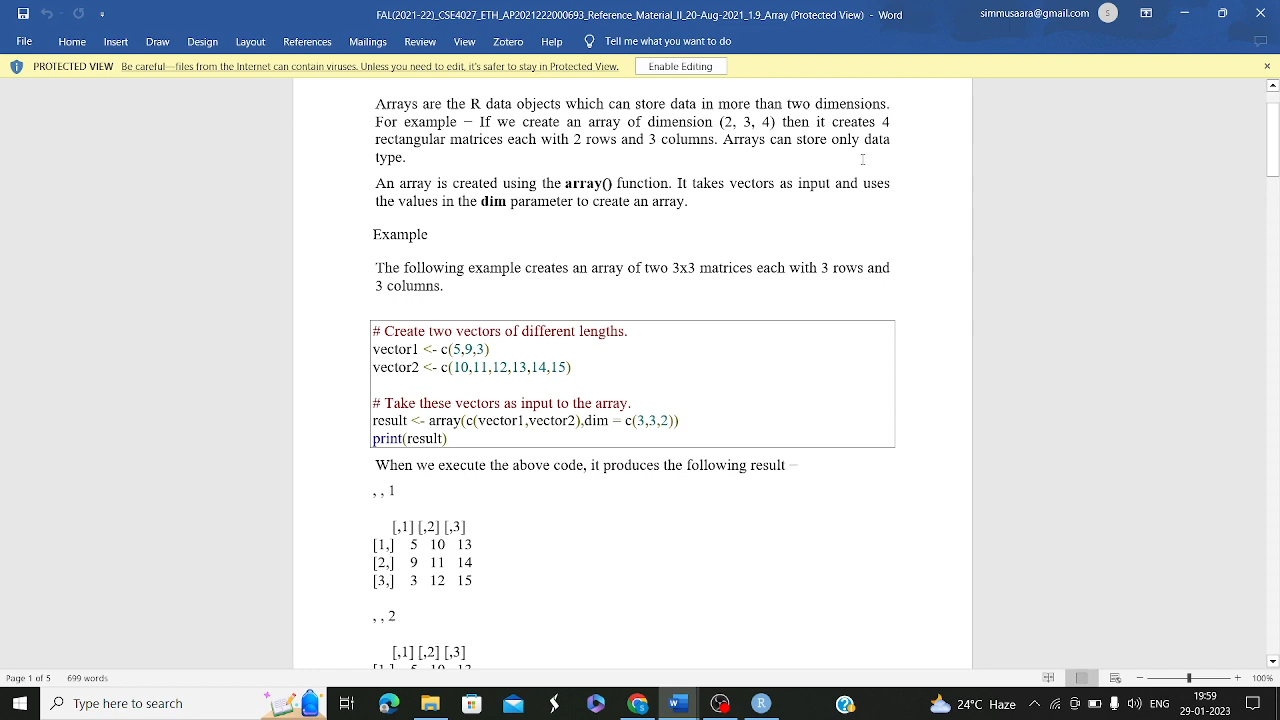 FAL(2021-22)_CSE4027_ETH_AP2021222000693_Reference_Material_II_20-Aug-2021_1.9_Array (Protected View) - Word
simmusaara@gmail.com
S
File Home Insert Draw Design Layout References Mailings Review View Zotero Help Tell me what you want to do
PROTECTED VIEW Be careful—files from the Internet can contain viruses. Unless you need to edit, it's safer to stay in Protected View. Enable Editing
Arrays are the R data objects which can store data in more than two dimensions.
For example − If we create an array of dimension (2, 3, 4) then it creates 4
rectangular matrices each with 2 rows and 3 columns. Arrays can store only data
type.
An array is created using the array() function. It takes vectors as input and uses
the values in the dim parameter to create an array.
Example
The following example creates an array of two 3x3 matrices each with 3 rows and
3 columns.
# Create two vectors of different lengths.
vector1 <- c(5,9,3)
vector2 <- c(10,11,12,13,14,15)
# Take these vectors as input to the array.
result <- array(c(vector1,vector2),dim = c(3,3,2))
print(result)
When we execute the above code, it produces the following result −
, , 1
[,1] [,2] [,3]
[1,] 5 10 13
[2,] 9 11 14
[3,] 3 12 15
, , 2
[,1] [,2] [,3]
[1,] 5 10 13
Page 1 of 5 699 words
100%
Type here to search
24°C Haze
ENG
19:59
29-01-2023